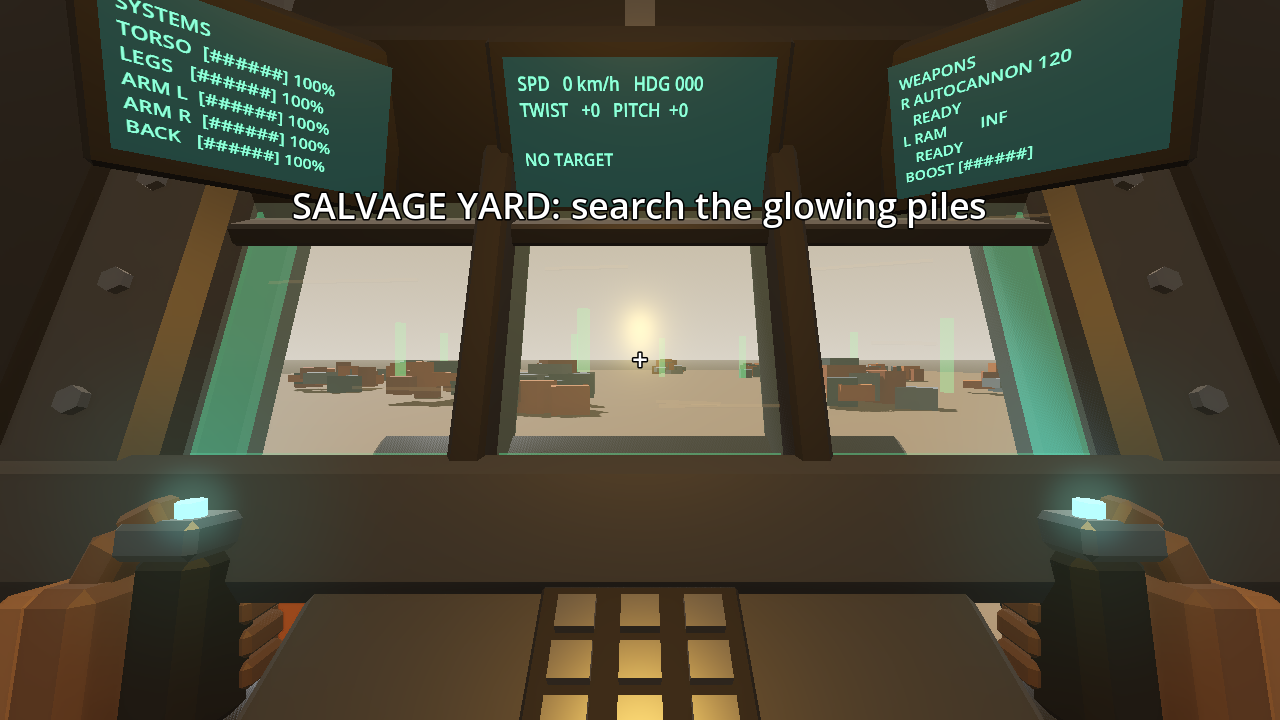 SYSTEMS
TORSO [######] 100%
LEGS [######] 100%
ARM L [######] 100%
ARM R [######] 100%
BACK [######] 100%
SPD 0 km/h HDG 000
TWIST +0 PITCH +0
NO TARGET
WEAPONS
R AUTOCANNON 120
READY
L RAM INF
READY
BOOST [######]
SALVAGE YARD: search the glowing piles